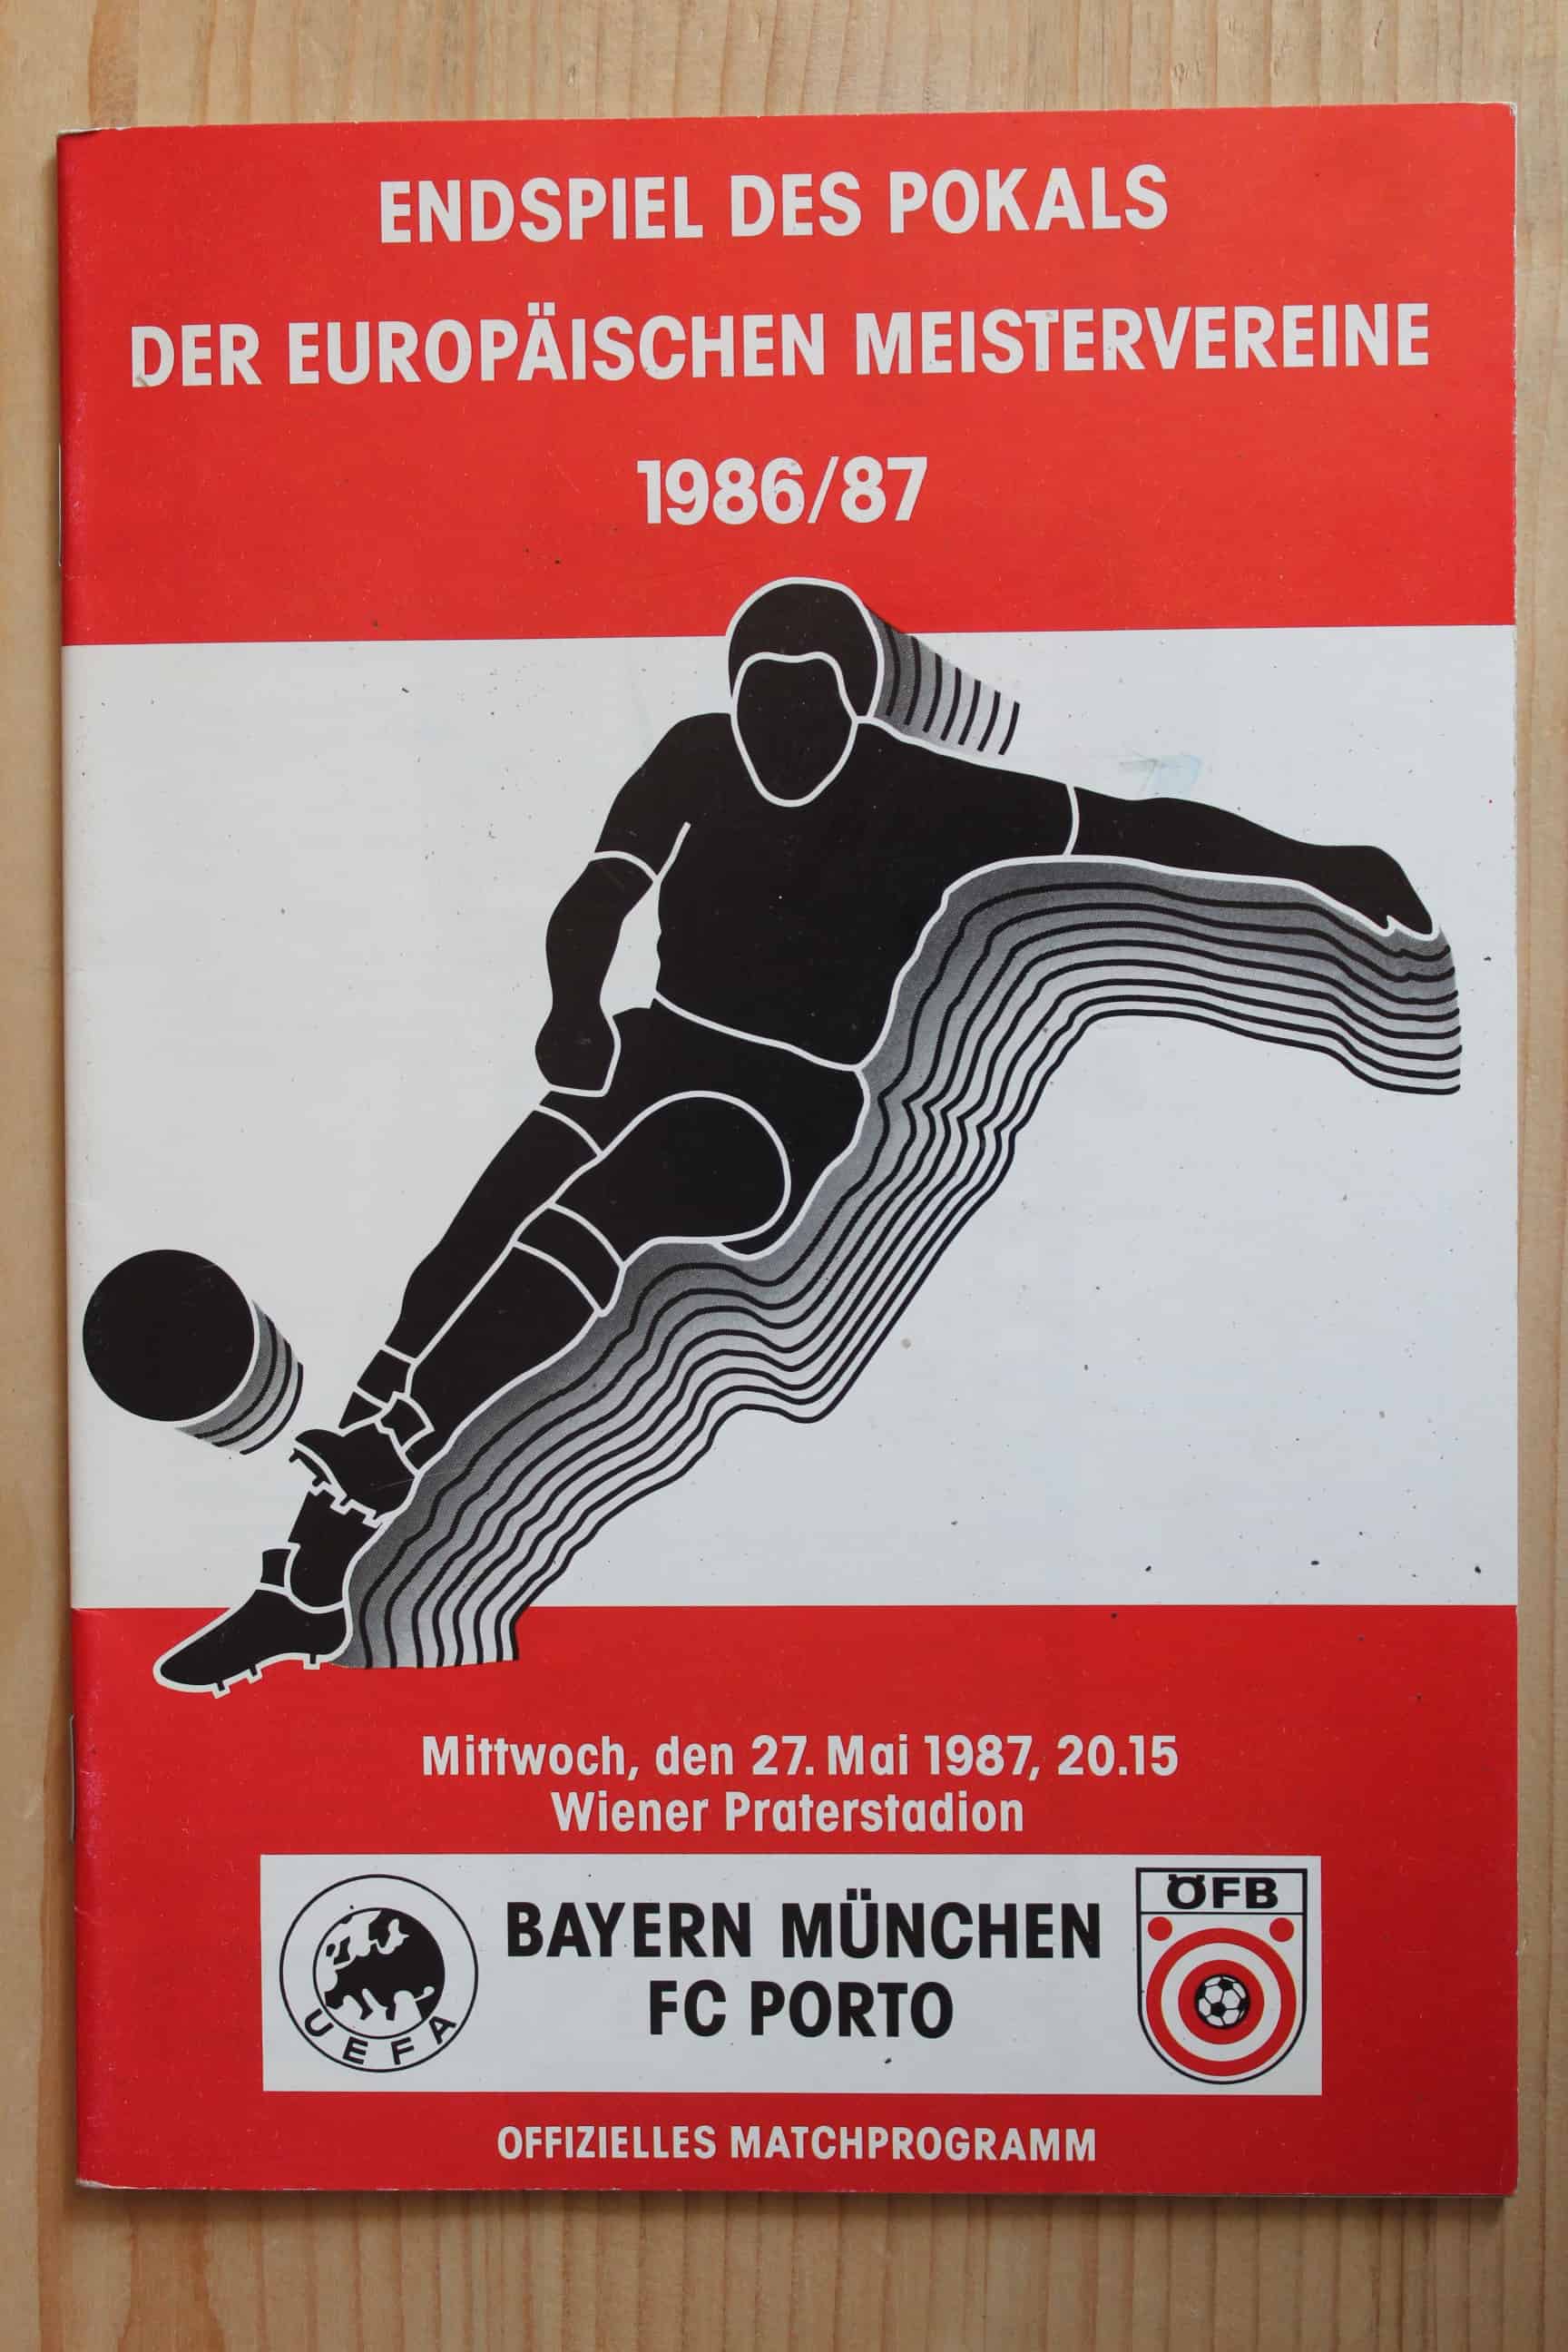 ENDSPIEL DES POKALS
DER EUROPÄISCHEN MEISTERVEREINE
1986/87
Mittwoch, den 27. Mai 1987, 20.15
Wiener Praterstadion
UEFA
BAYERN MÜNCHEN
FC PORTO
ÖFB
OFFIZIELLES MATCHPROGRAMM